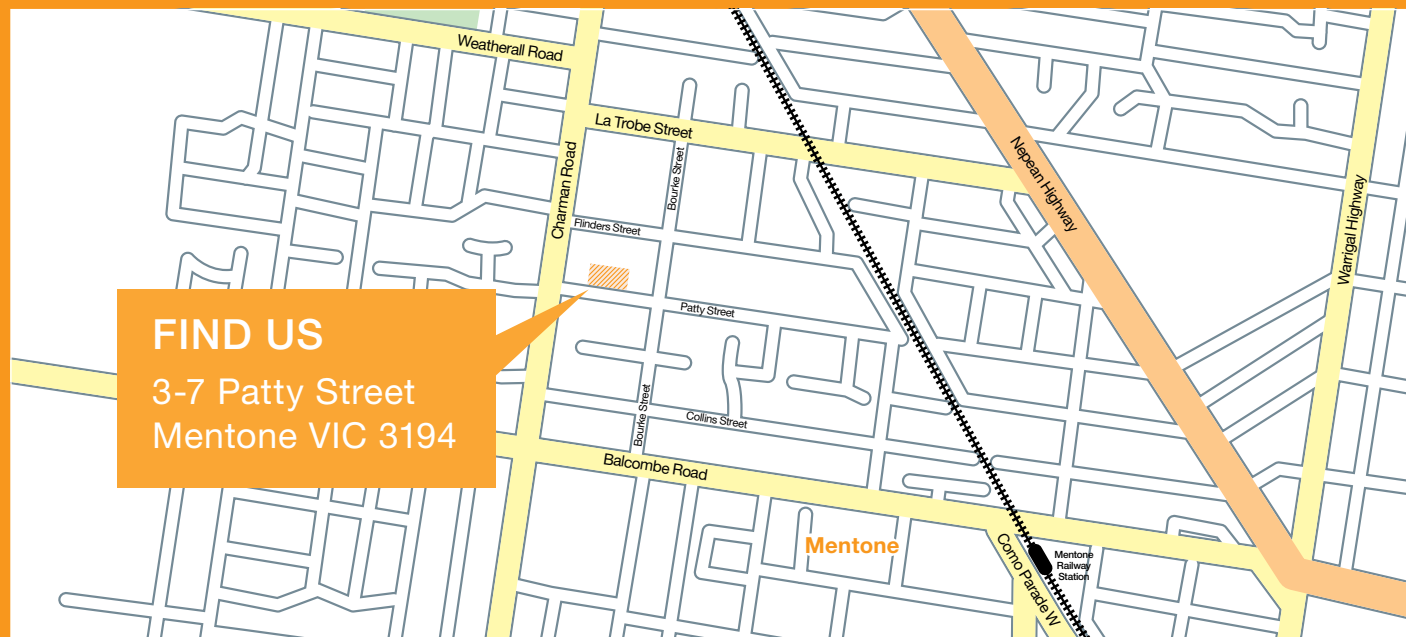 Weatherall Road
La Trobe Street
Nepean Highway
Bourke Street
Charman Road
Warrigal Highway
Flinders Street
Patty Street
FIND US
3-7 Patty Street
Mentone VIC 3194
Bourke Street
Collins Street
Balcombe Road
Mentone
Como Parade W
Mentone
Railway
Station